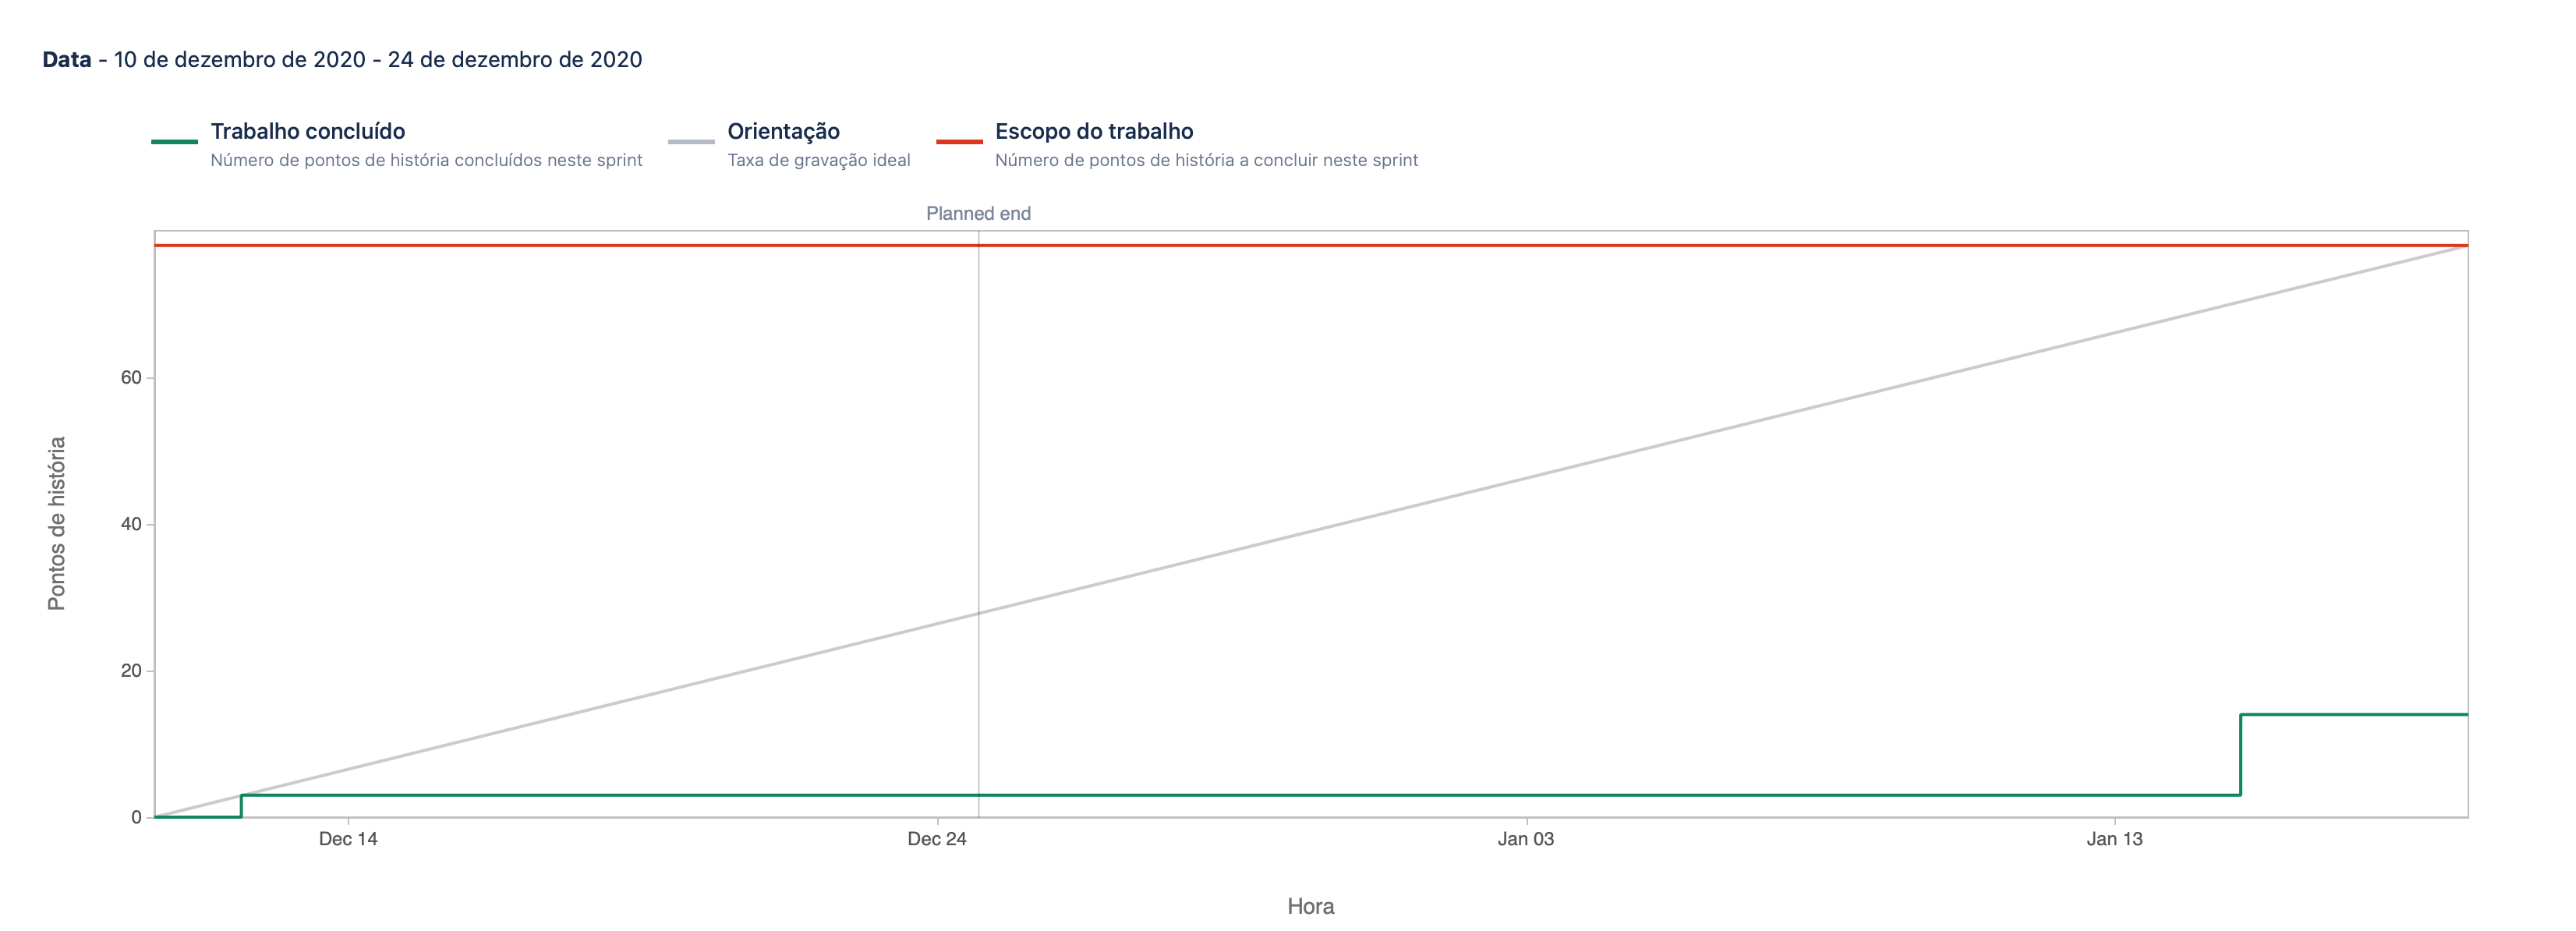 Data - 10 de dezembro de 2020 - 24 de dezembro de 2020
Trabalho concluído
Número de pontos de história concluídos neste sprint
Orientação
Taxa de gravação ideal
Escopo do trabalho
Número de pontos de história a concluir neste sprint
Planned end
60
40
20
0
Pontos de história
Dec 14
Dec 24
Jan 03
Jan 13
Hora